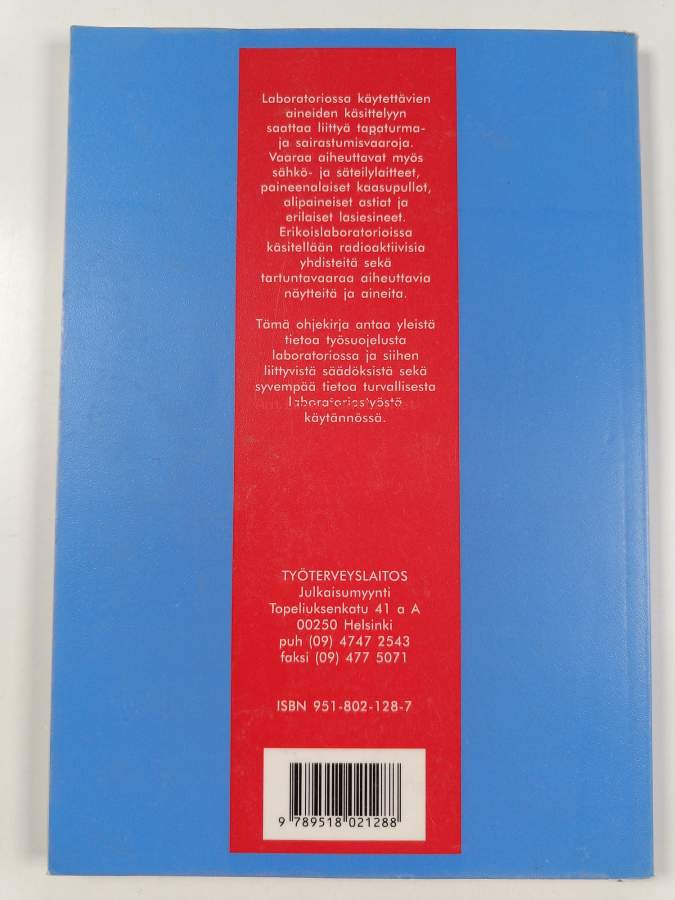 Laboratoriossa käytettävien
aineiden käsittelyyn
saattaa liittyä tapaturma-
ja sairastumisvaaroja.
Vaaraa aiheuttavat myös
sähkö- ja säteilylaitteet,
paineenalaiset kaasupullot,
alipaineiset astiat ja
erilaiset lasiesineet.
Erikoislaboratorioissa
käsitellään radioaktiivisia
yhdisteitä sekä
tartuntavaaraa aiheuttavia
näytteitä ja aineita.
Tämä ohjekirja antaa yleistä
tietoa työsuojelusta
laboratoriossa ja siihen
liittyvistä säädöksistä sekä
syvempää tietoa turvallisesta
laboratoriotyöstä
käytännössä.
TYÖTERVEYSLAITOS
Julkaisumyynti
Topeliuksenkatu 41 a A
00250 Helsinki
puh (09) 4747 2543
faksi (09) 477 5071
ISBN 951-802-128-7
9 789518 021288